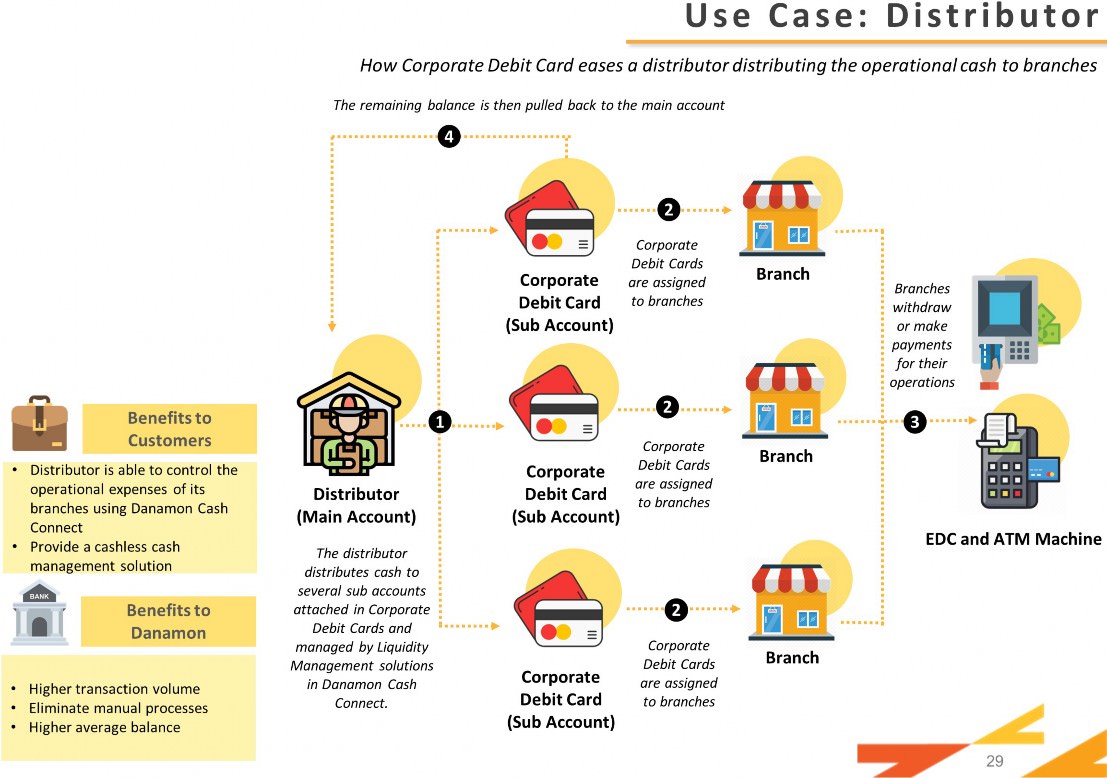 Use Case: Distributor
How Corporate Debit Card eases a distributor distributing the operational cash to branches
The remaining balance is then pulled back to the main account
4
2
Corporate
Debit Cards
are assigned
to branches
Corporate
Debit Card
(Sub Account)
Branch
Branches
withdraw
or make
payments
for their
operations
1
2
3
Corporate
Debit Cards
are assigned
to branches
Corporate
Debit Card
(Sub Account)
Branch
Distributor
(Main Account)
EDC and ATM Machine
The distributor
distributes cash to
several sub accounts
attached in Corporate
Debit Cards and
managed by Liquidity
Management solutions
in Danamon Cash
Connect.
2
Corporate
Debit Cards
are assigned
to branches
Corporate
Debit Card
(Sub Account)
Branch
Benefits to
Customers
• Distributor is able to control the
operational expenses of its
branches using Danamon Cash
Connect
• Provide a cashless cash
management solution
BANK
Benefits to
Danamon
• Higher transaction volume
• Eliminate manual processes
• Higher average balance
29